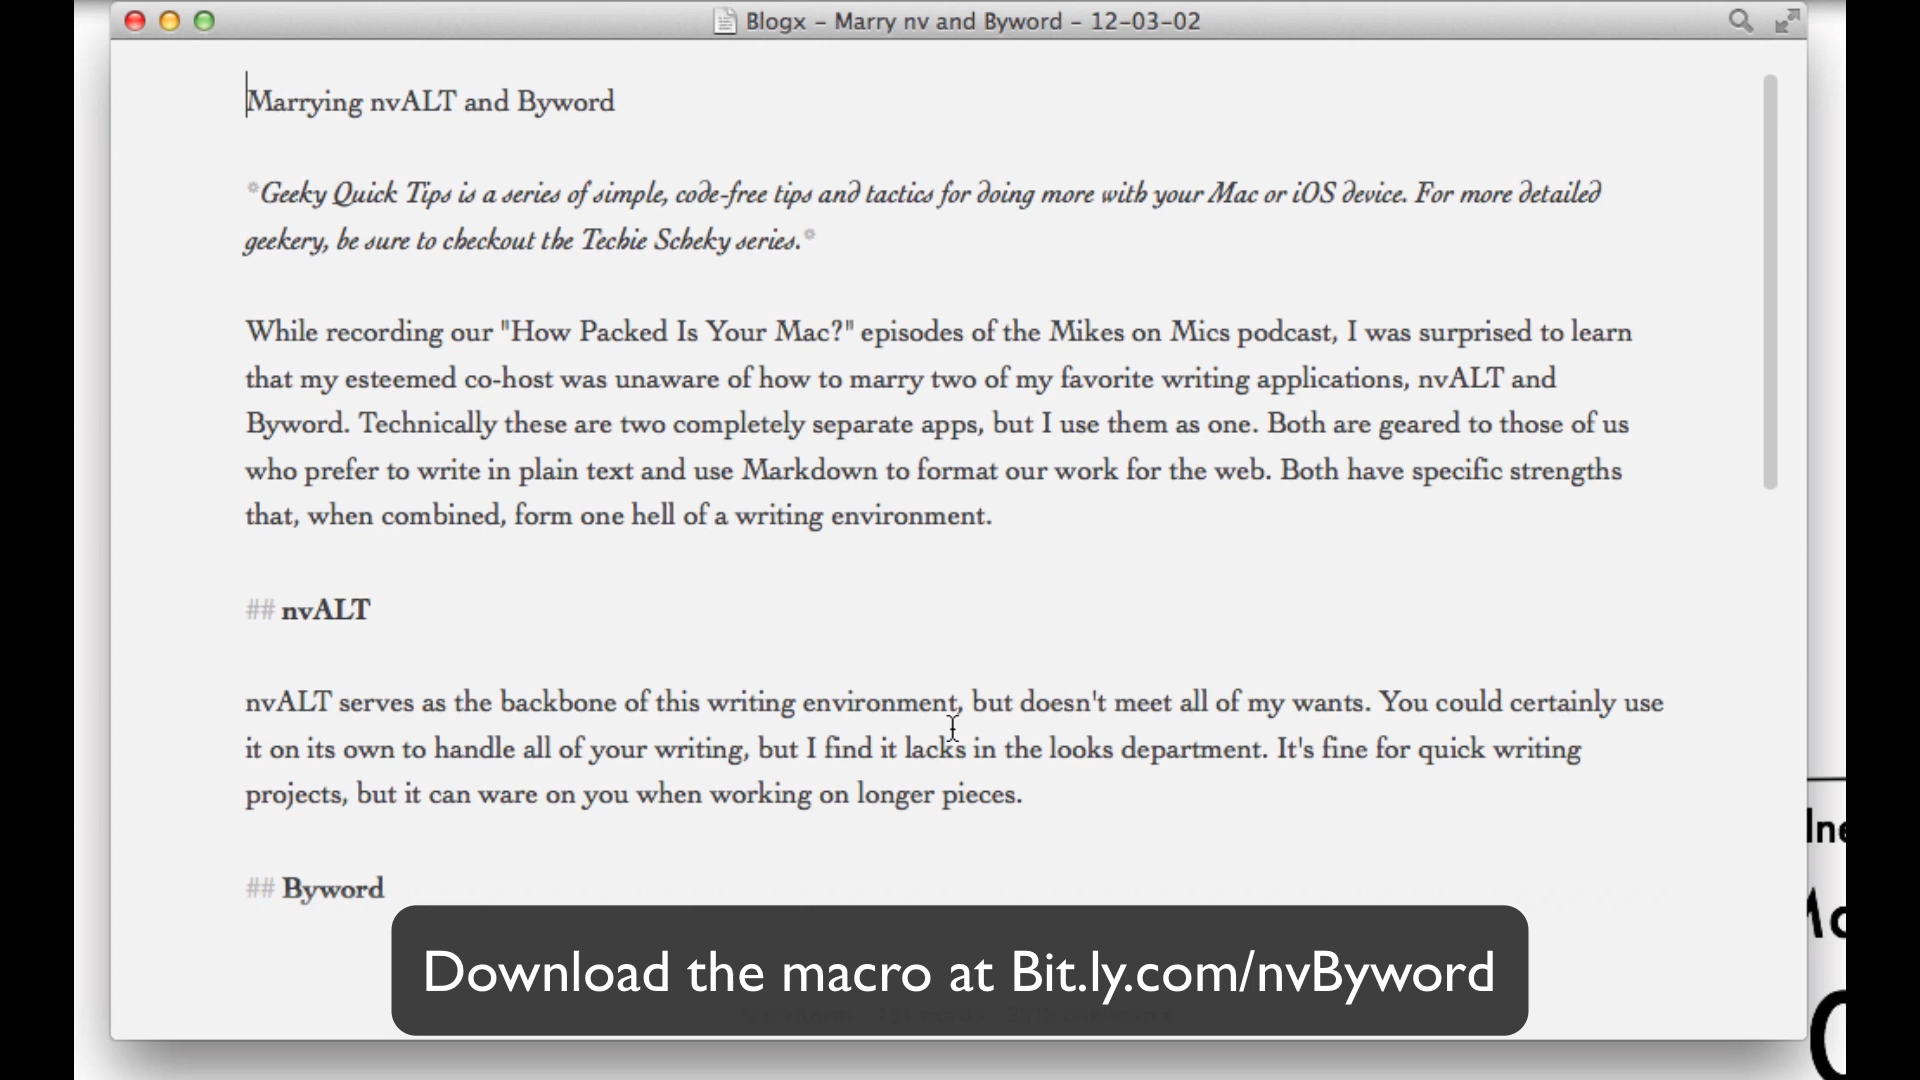 Blogx – Marry nv and Byword – 12-03-02
Marrying nvALT and Byword
*Geeky Quick Tips is a series of simple, code-free tips and tactics for doing more with your Mac or iOS device. For more detailed
geekery, be sure to checkout the Techie Scheky series.*
While recording our "How Packed Is Your Mac?" episodes of the Mikes on Mics podcast, I was surprised to learn
that my esteemed co-host was unaware of how to marry two of my favorite writing applications, nvALT and
Byword. Technically these are two completely separate apps, but I use them as one. Both are geared to those of us
who prefer to write in plain text and use Markdown to format our work for the web. Both have specific strengths
that, when combined, form one hell of a writing environment.
## nvALT
nvALT serves as the backbone of this writing environment, but doesn't meet all of my wants. You could certainly use
it on its own to handle all of your writing, but I find it lacks in the looks department. It's fine for quick writing
projects, but it can ware on you when working on longer pieces.
## Byword
Download the macro at Bit.ly.com/nvByword